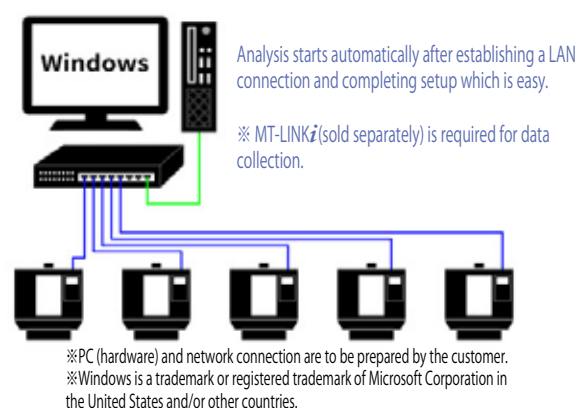 Windows
Analysis starts automatically after establishing a LAN
connection and completing setup which is easy.
※ MT-LINKi(sold separately) is required for data
collection.
※PC (hardware) and network connection are to be prepared by the customer.
※Windows is a trademark or registered trademark of Microsoft Corporation in
the United States and/or other countries.